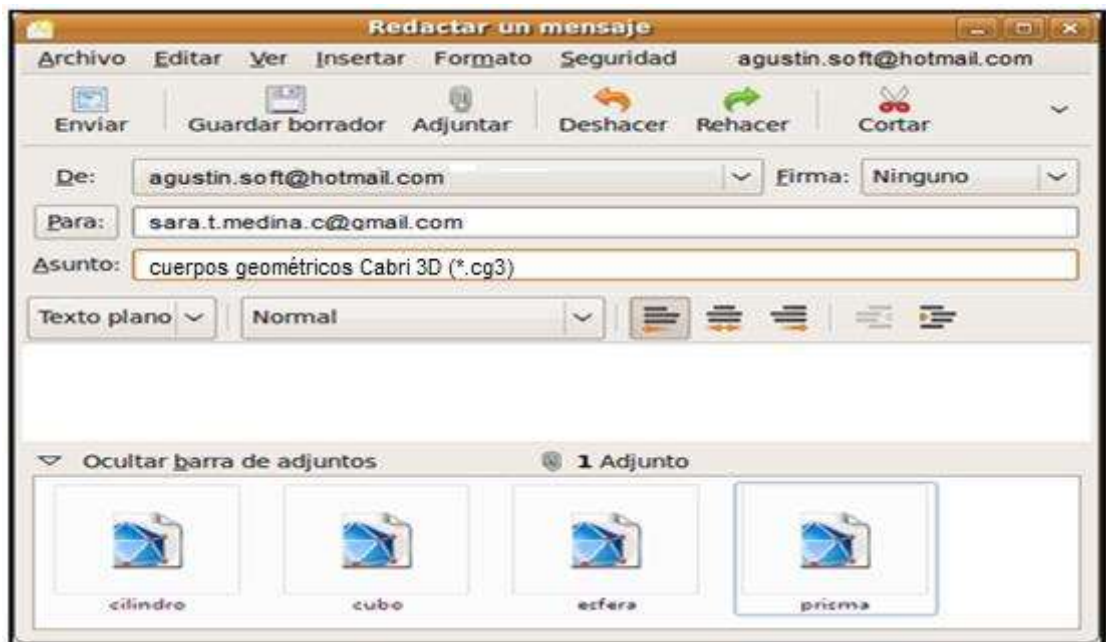 Redactar un mensaje
Archivo Editar Ver Insertar Formato Seguridad agustin.soft@hotmail.com
Enviar Guardar borrador Adjuntar Deshacer Rehacer Cortar
De: agustin.soft@hotmail.com Firma: Ninguno
Para: sara.t.medina.c@gmail.com
Asunto: cuerpos geométricos Cabri 3D (*.cg3)
Texto plano Normal
Ocultar barra de adjuntos 1 Adjunto
cilindro cubo esfera prisma